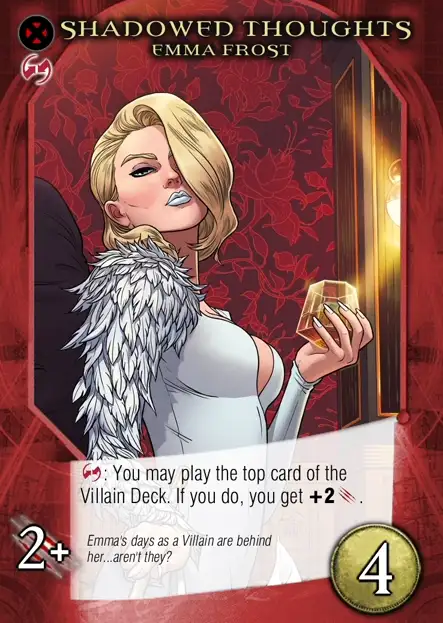 SHADOWED THOUGHTS
EMMA FROST
: You may play the top card of the
Villain Deck. If you do, you get +2 .
Emma's days as a Villain are behind
her...aren't they?
2+
4